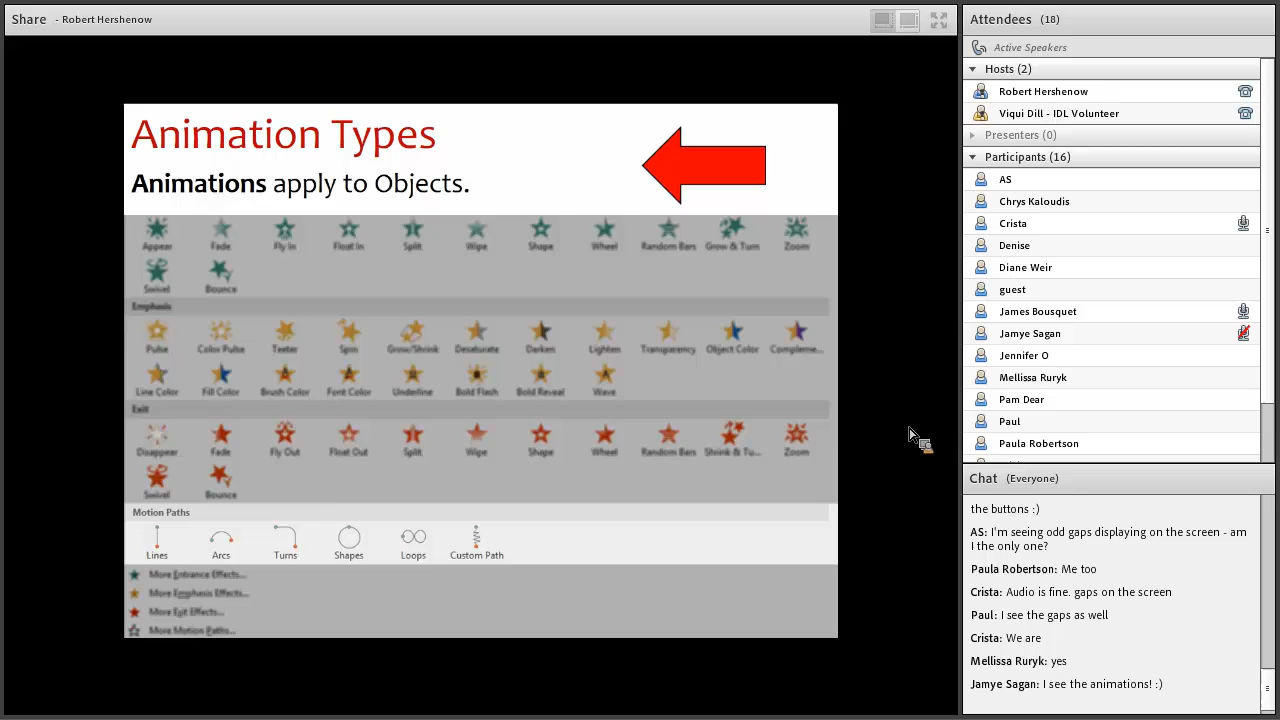 Share - Robert Hershenow
Animation Types
Animations apply to Objects.
Appear Fade Fly In Float In Split Wipe Shape Wheel Random Bars Grow & Turn Zoom
Swivel Bounce
Emphasis
Pulse Color Pulse Teeter Spin Grow/Shrink Desaturate Darken Lighten Transparency Object Color Compleme...
Line Color Fill Color Brush Color Font Color Underline Bold Flash Bold Reveal Wave
Exit
Disappear Fade Fly Out Float Out Split Wipe Shape Wheel Random Bars Shrink & Tu... Zoom
Swivel Bounce
Motion Paths
Lines Arcs Turns Shapes Loops Custom Path
More Entrance Effects...
More Emphasis Effects...
More Exit Effects...
More Motion Paths...
Attendees (18)
Active Speakers
Hosts (2)
Robert Hershenow
Viqui Dill - IDL Volunteer
Presenters (0)
Participants (16)
AS
Chrys Kaloudis
Crista
Denise
Diane Weir
guest
James Bousquet
Jamye Sagan
Jennifer O
Mellissa Ruryk
Pam Dear
Paul
Paula Robertson
Chat (Everyone)
the buttons :)
AS: I'm seeing odd gaps displaying on the screen - am
I the only one?
Paula Robertson: Me too
Crista: Audio is fine. gaps on the screen
Paul: I see the gaps as well
Crista: We are
Mellissa Ruryk: yes
Jamye Sagan: I see the animations! :)